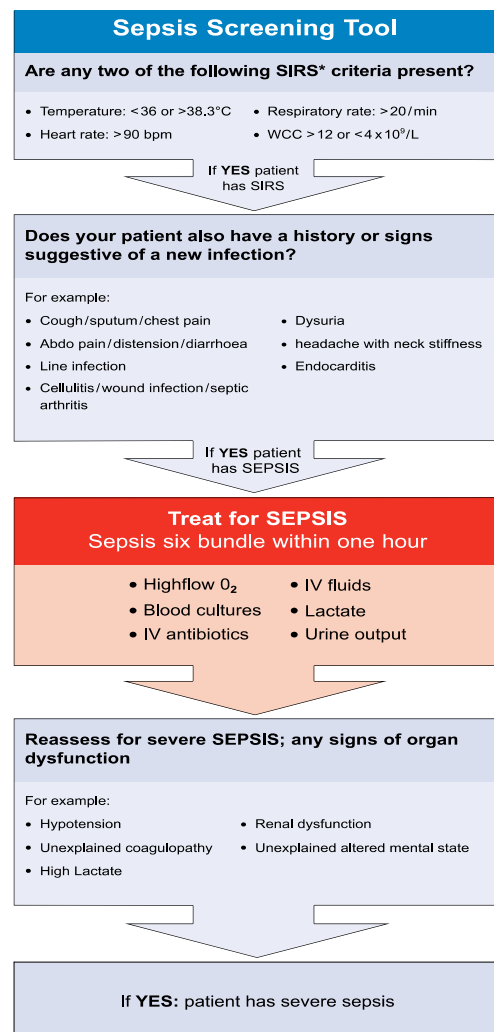 Sepsis Screening Tool
Are any two of the following SIRS* criteria present?
• Temperature: <36 or >38.3°C
• Heart rate: >90 bpm
• Respiratory rate: >20/min
• WCC >12 or <4 x 10⁹/L
If YES patient
has SIRS
Does your patient also have a history or signs
suggestive of a new infection?
For example:
• Cough/sputum/chest pain
• Abdo pain/distension/diarrhoea
• Line infection
• Cellulitis/wound infection/septic
arthritis
• Dysuria
• headache with neck stiffness
• Endocarditis
If YES patient
has SEPSIS
Treat for SEPSIS
Sepsis six bundle within one hour
• Highflow 0₂
• Blood cultures
• IV antibiotics
• IV fluids
• Lactate
• Urine output
Reassess for severe SEPSIS; any signs of organ
dysfunction
For example:
• Hypotension
• Unexplained coagulopathy
• High Lactate
• Renal dysfunction
• Unexplained altered mental state
If YES: patient has severe sepsis